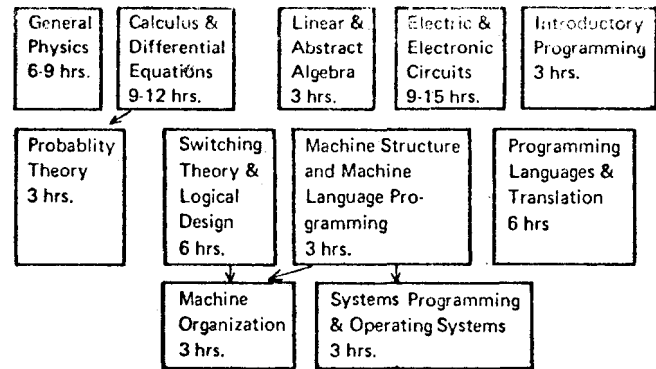 General
Physics
6-9 hrs.
Calculus &
Differential
Equations
9-12 hrs.
Linear &
Abstract
Algebra
3 hrs.
Electric &
Electronic
Circuits
9-15 hrs.
Introductory
Programming
3 hrs.
Probablity
Theory
3 hrs.
Switching
Theory &
Logical
Design
6 hrs.
Machine Structure
and Machine
Language Pro-
gramming
3 hrs.
Programming
Languages &
Translation
6 hrs
Machine
Organization
3 hrs.
Systems Programming
& Operating Systems
3 hrs.